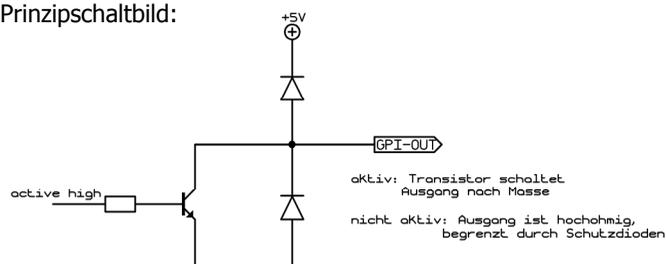 Prinzipschaltbild:
+5V
GPI-OUT
active high
aktiv: Transistor schaltet
Ausgang nach Masse
nicht aktiv: Ausgang ist hochohmig,
begrenzt durch Schutzdioden